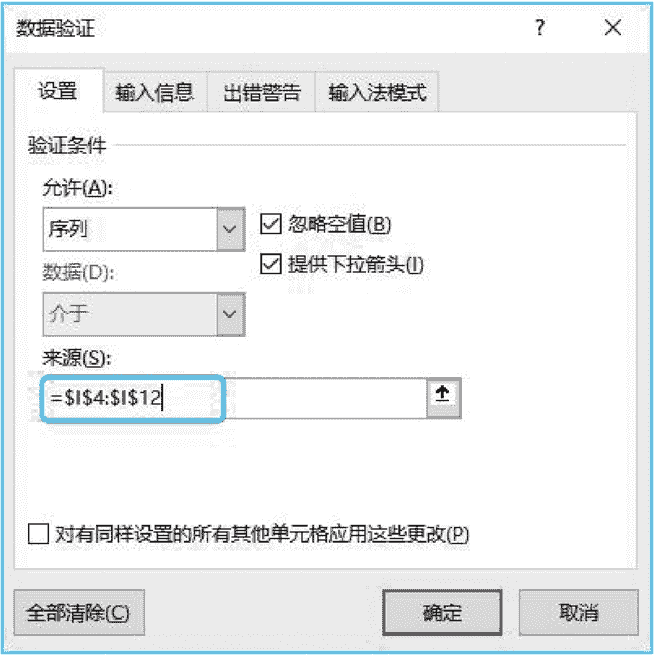 数据验证 ?
设置 输入信息 出错警告 输入法模式
验证条件
允许(A):
序列 忽略空值(B)
提供下拉箭头(I)
数据(D):
介于
来源(S):
=$I$4:$I$12
对有同样设置的所有其他单元格应用这些更改(P)
全部清除(C) 确定 取消